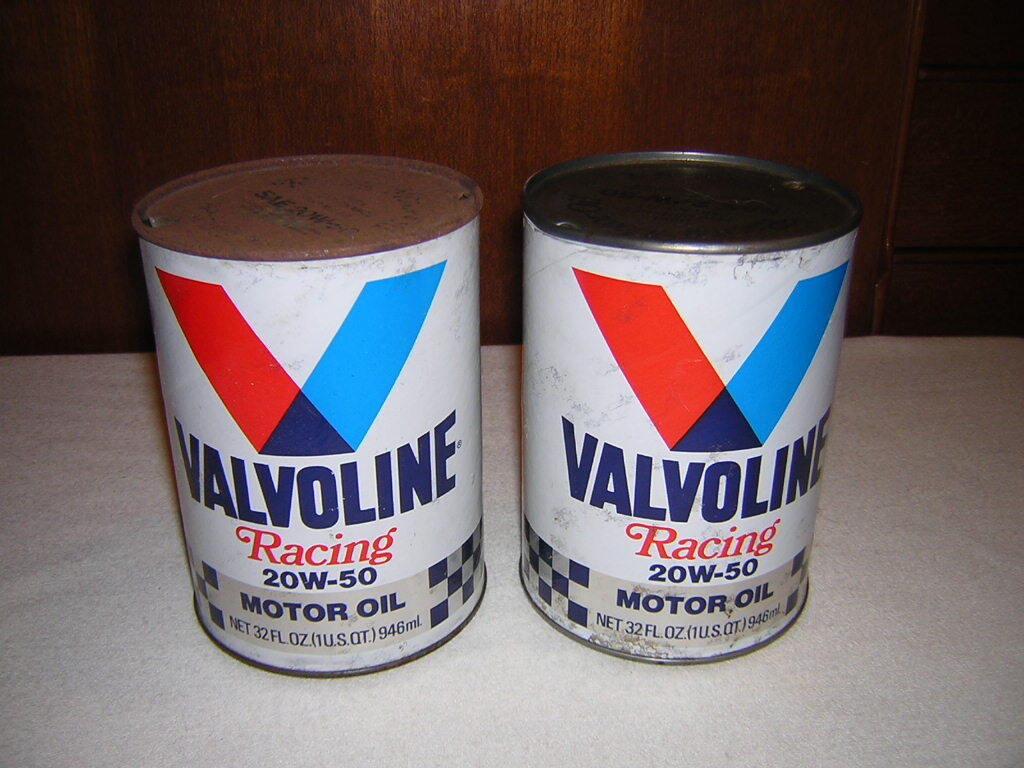 VALVOLINE®
Racing
20W-50
MOTOR OIL
NET 32 FL. OZ. (1 U.S. QT.) 946 ml.
VALVOLINE
Racing
20W-50
MOTOR OIL
NET 32 FL. OZ. (1 U.S. QT.) 946 ml.